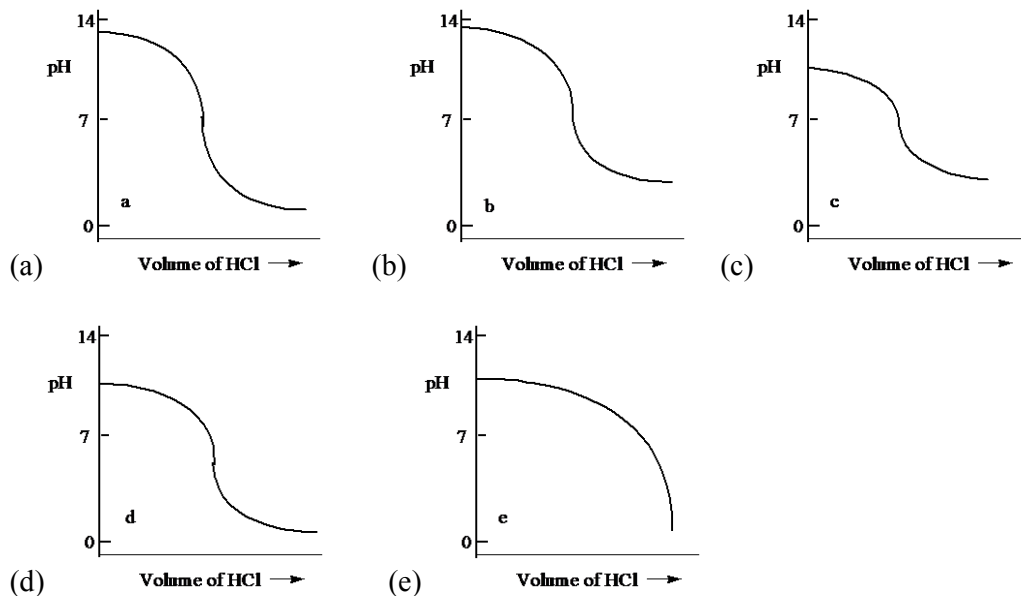 14
pH
7
a
0
(a)
Volume of HCl
14
pH
7
b
0
(b)
Volume of HCl
14
pH
7
c
0
(c)
Volume of HCl
14
pH
7
d
0
(d)
Volume of HCl
14
pH
7
e
0
(e)
Volume of HCl